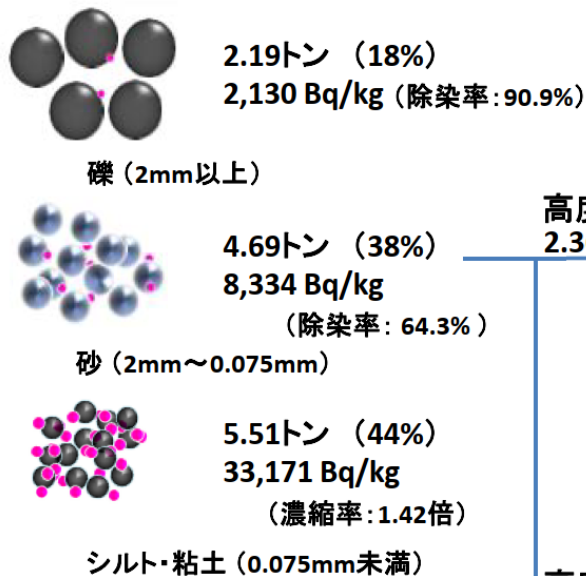 2.19トン （18%）
2,130 Bq/kg（除染率：90.9%）
礫（2mm以上）
高
2.3
4.69トン （38%）
8,334 Bq/kg
（除染率： 64.3% ）
砂（2mm～0.075mm）
5.51トン （44%）
33,171 Bq/kg
（濃縮率：1.42倍）
シルト・粘土（0.075mm未満）